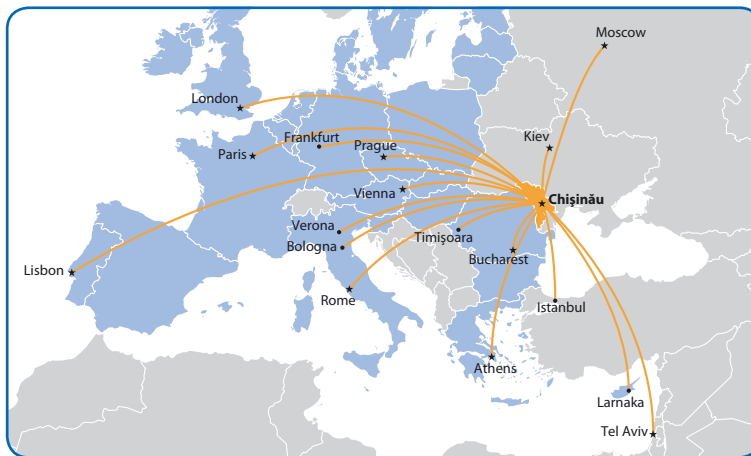 Moscow
London
Kiev
Frankfurt
Paris
Prague
Vienna
Chişinău
Verona
Timişoara
Bologna
Bucharest
Lisbon
Rome
Istanbul
Athens
Larnaka
Tel Aviv